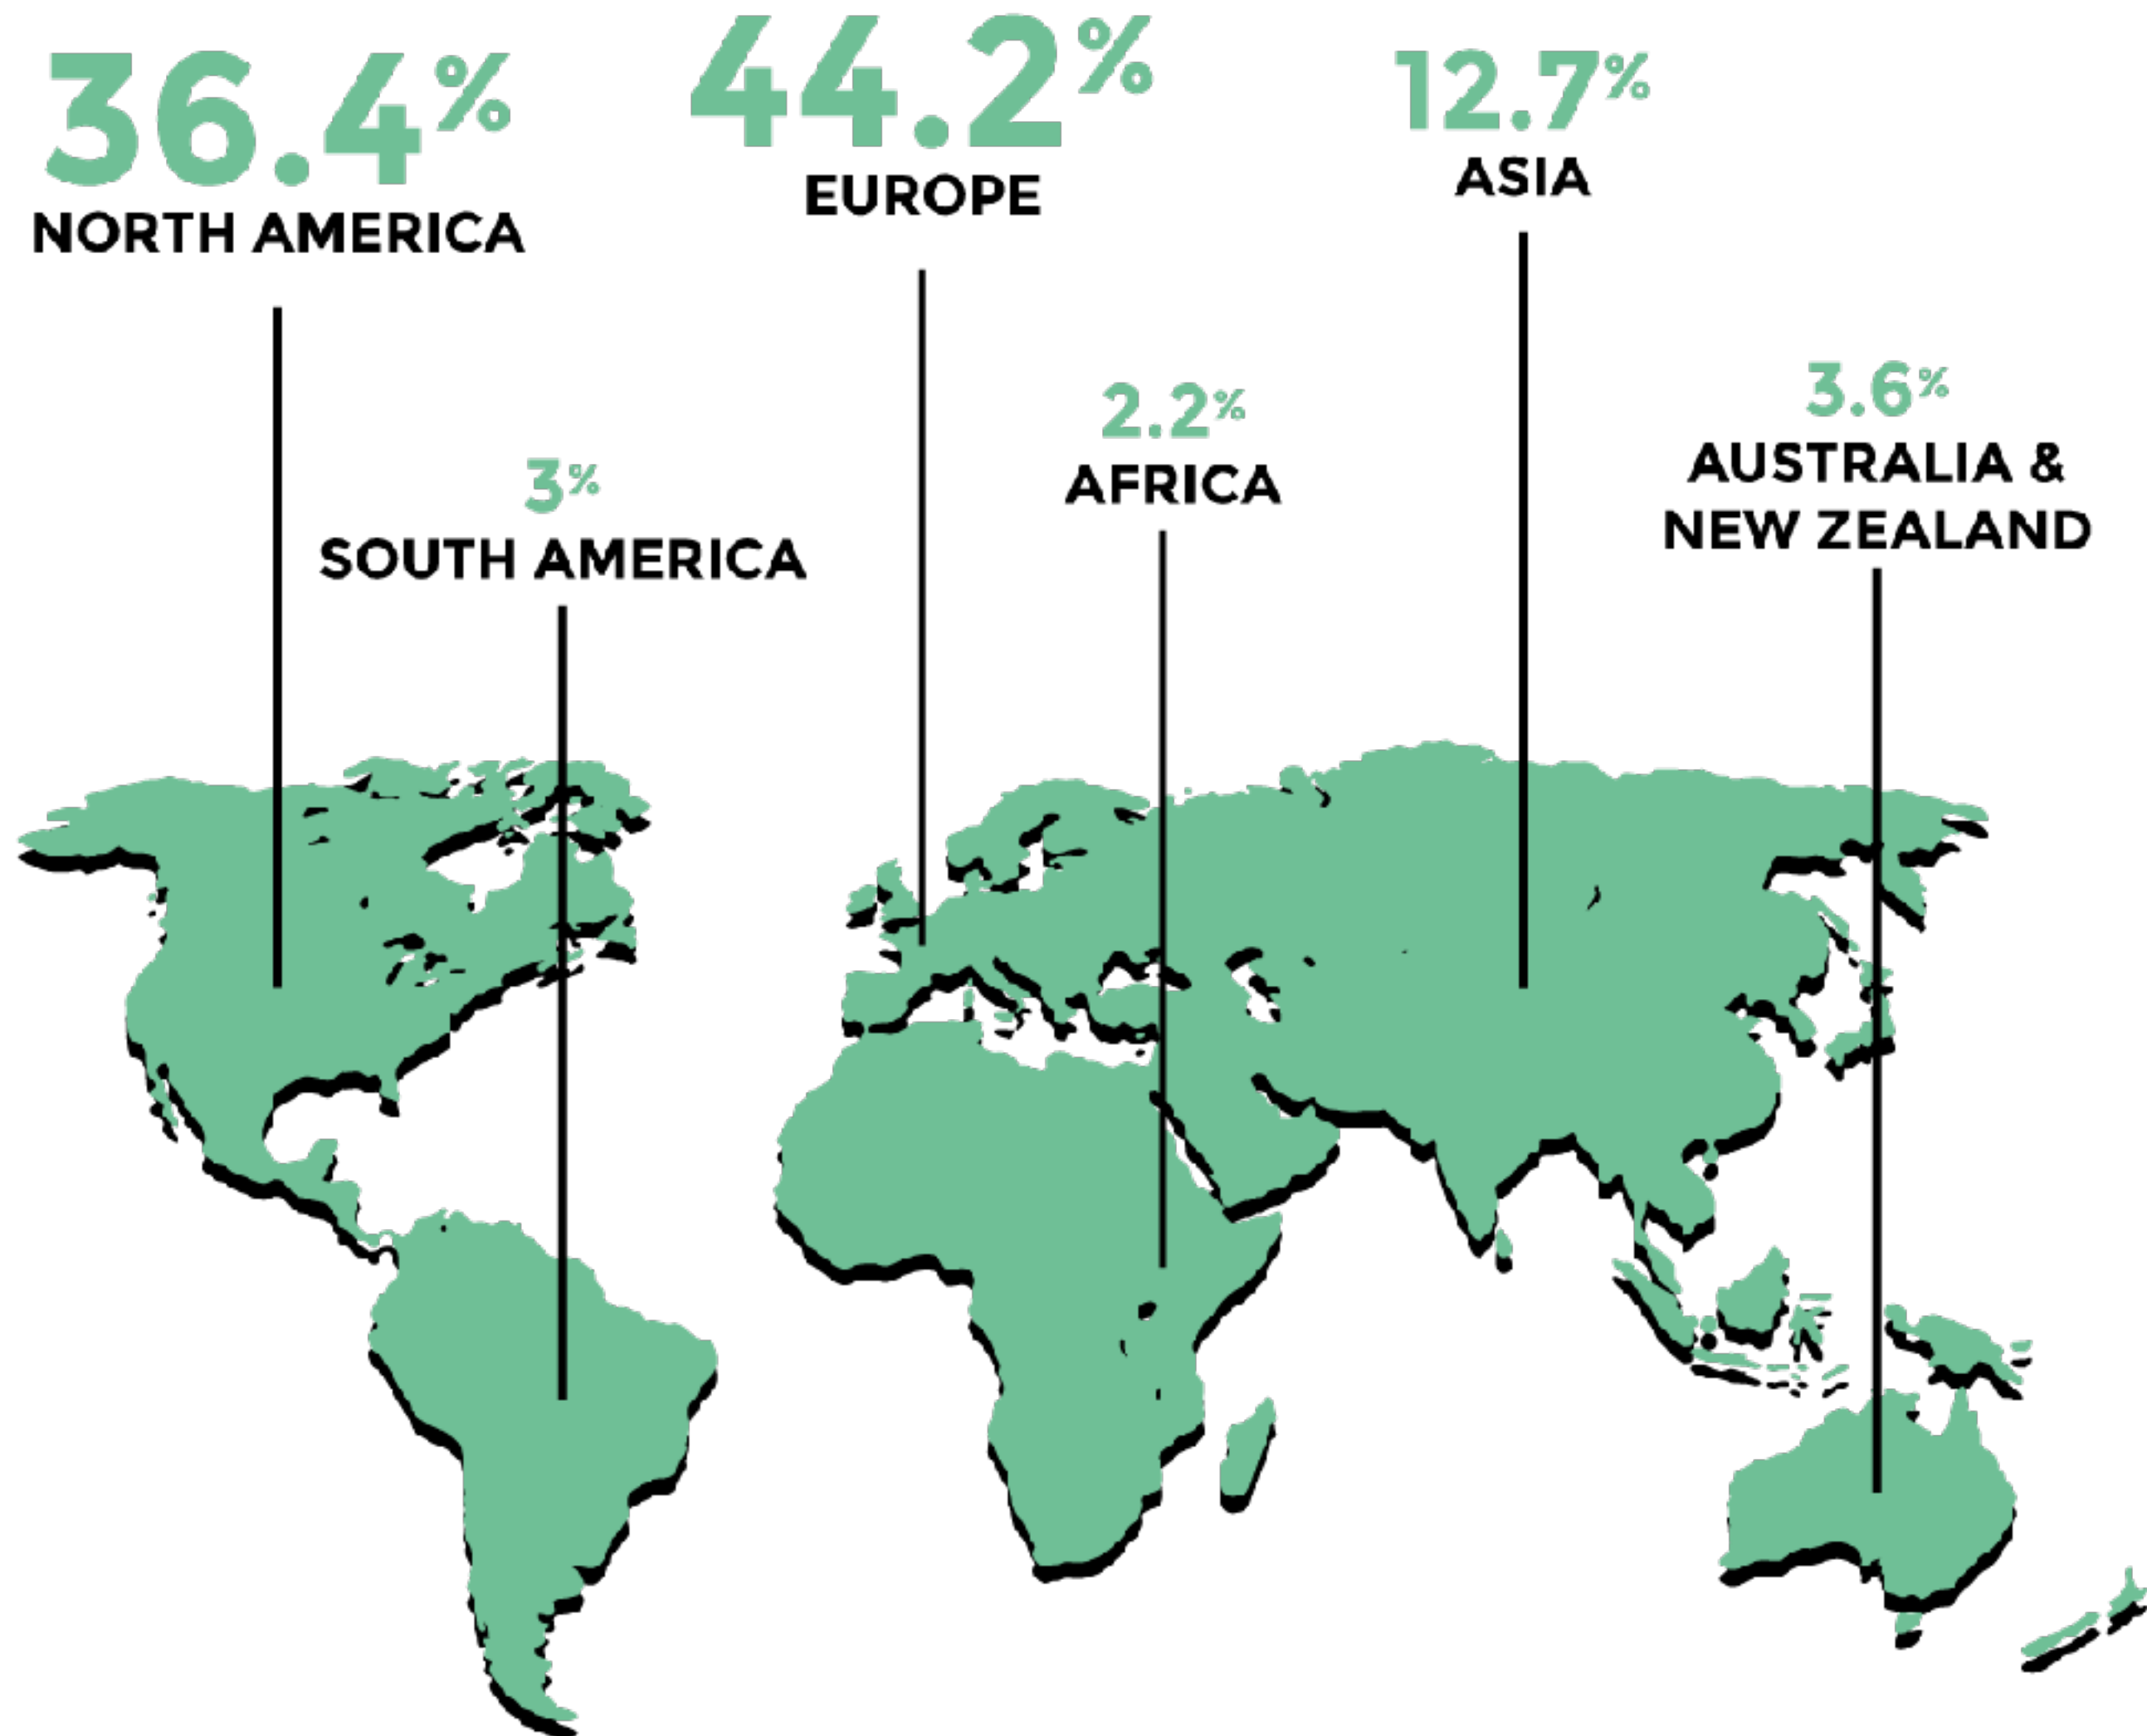 36.4%
NORTH AMERICA
44.2%
EUROPE
12.7%
ASIA
3%
SOUTH AMERICA
2.2%
AFRICA
3.6%
AUSTRALIA &
NEW ZEALAND